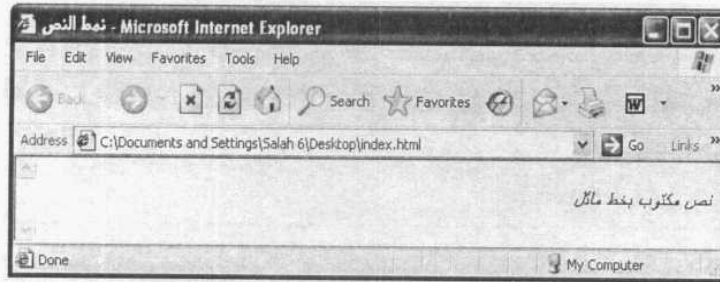 نمط النص - Microsoft Internet Explorer
File Edit View Favorites Tools Help
Back Search Favorites W »
Address C:\Documents and Settings\Salah 6\Desktop\index.html Go Links »
نص مكتوب بخط مائل
Done My Computer